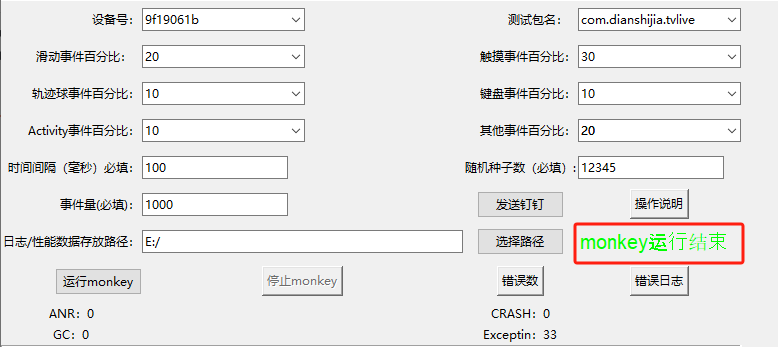 设备号： 9f19061b 测试包名： com.dianshijia.tvlive
滑动事件百分比： 20 触摸事件百分比： 30
轨迹球事件百分比： 10 键盘事件百分比： 10
Activity事件百分比： 10 其他事件百分比： 20
时间间隔（毫秒）必填： 100 随机种子数（必填）： 12345
事件量(必填)： 1000 发送钉钉 操作说明
日志/性能数据存放路径： E:/ 选择路径 monkey运行结束
运行monkey 停止monkey 错误数 错误日志
ANR： 0 CRASH： 0
GC： 0 Exceptin： 33